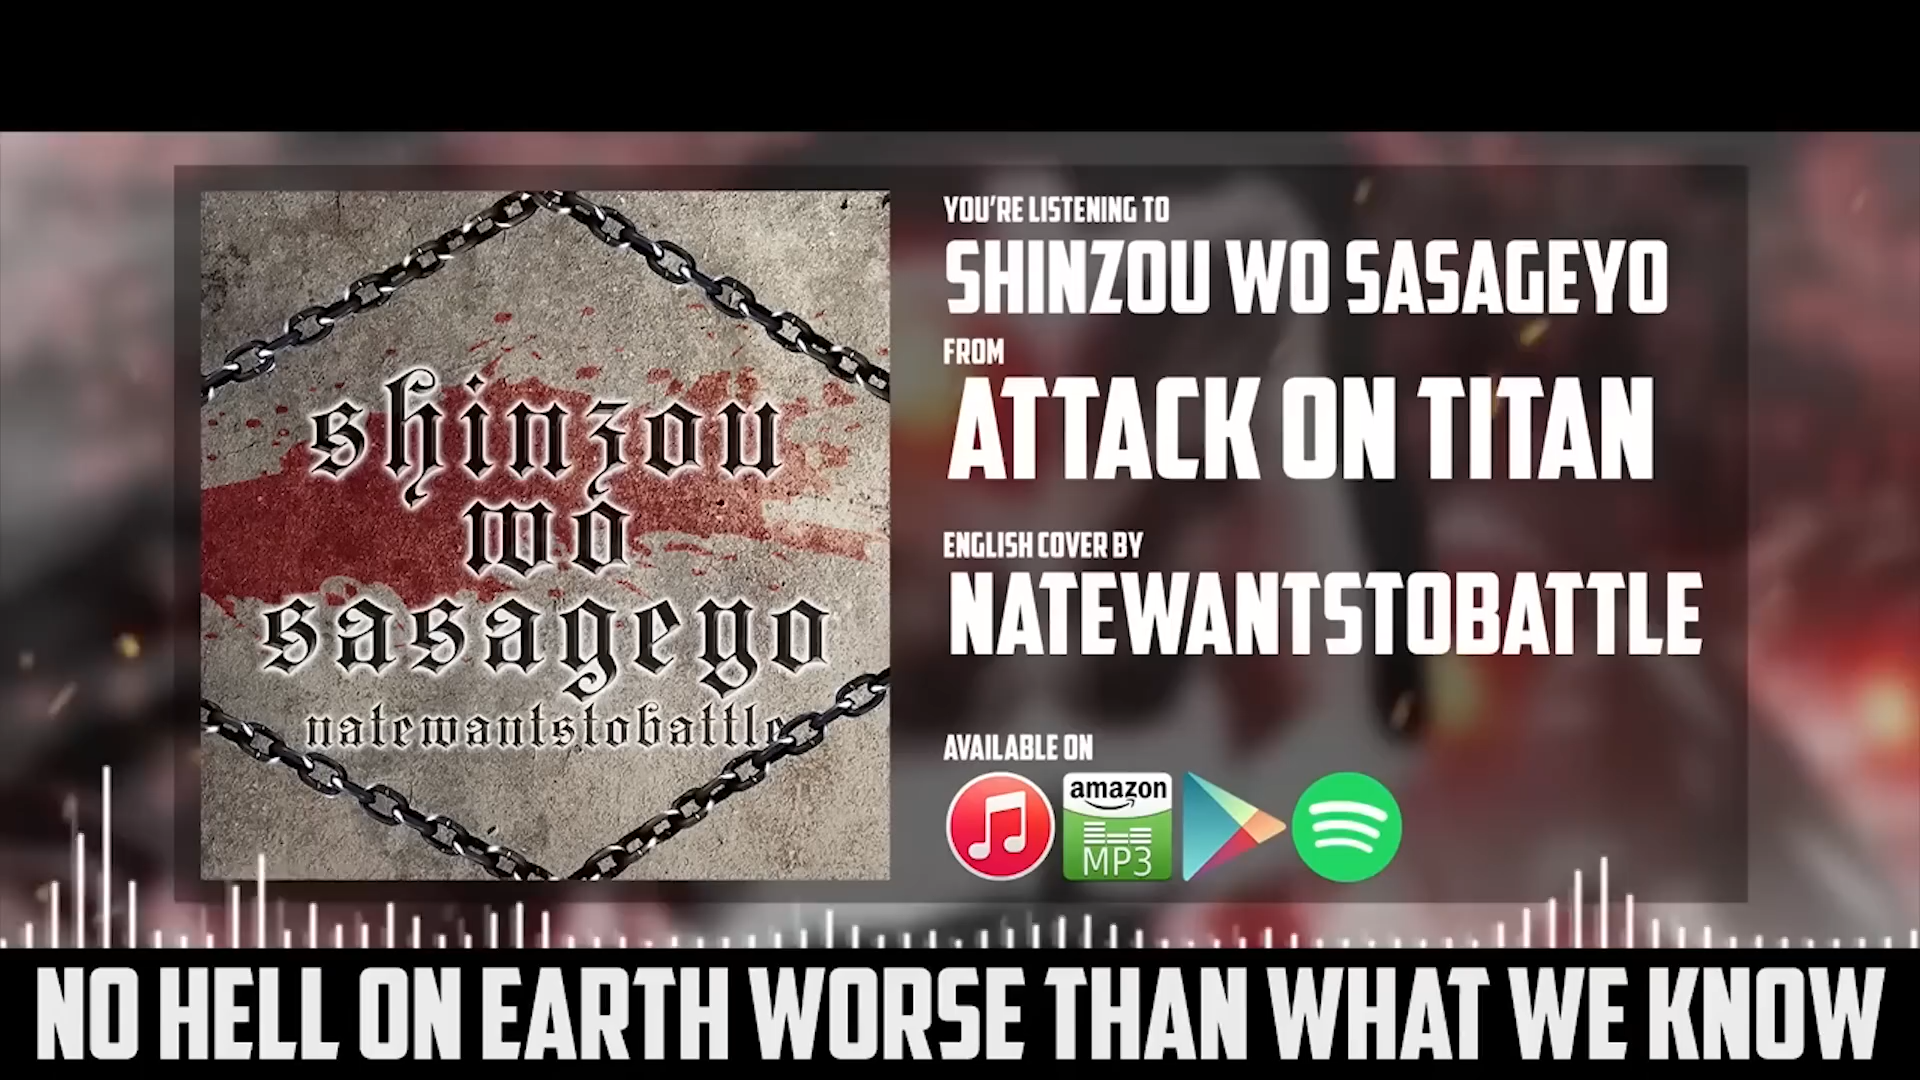 shinzou
wo
sasageyo
natewantstobattle
YOU'RE LISTENING TO
SHINZOU WO SASAGEYO
FROM
ATTACK ON TITAN
ENGLISH COVER BY
NATEWANTSTOBATTLE
AVAILABLE ON
amazon
MP3
NO HELL ON EARTH WORSE THAN WHAT WE KNOW